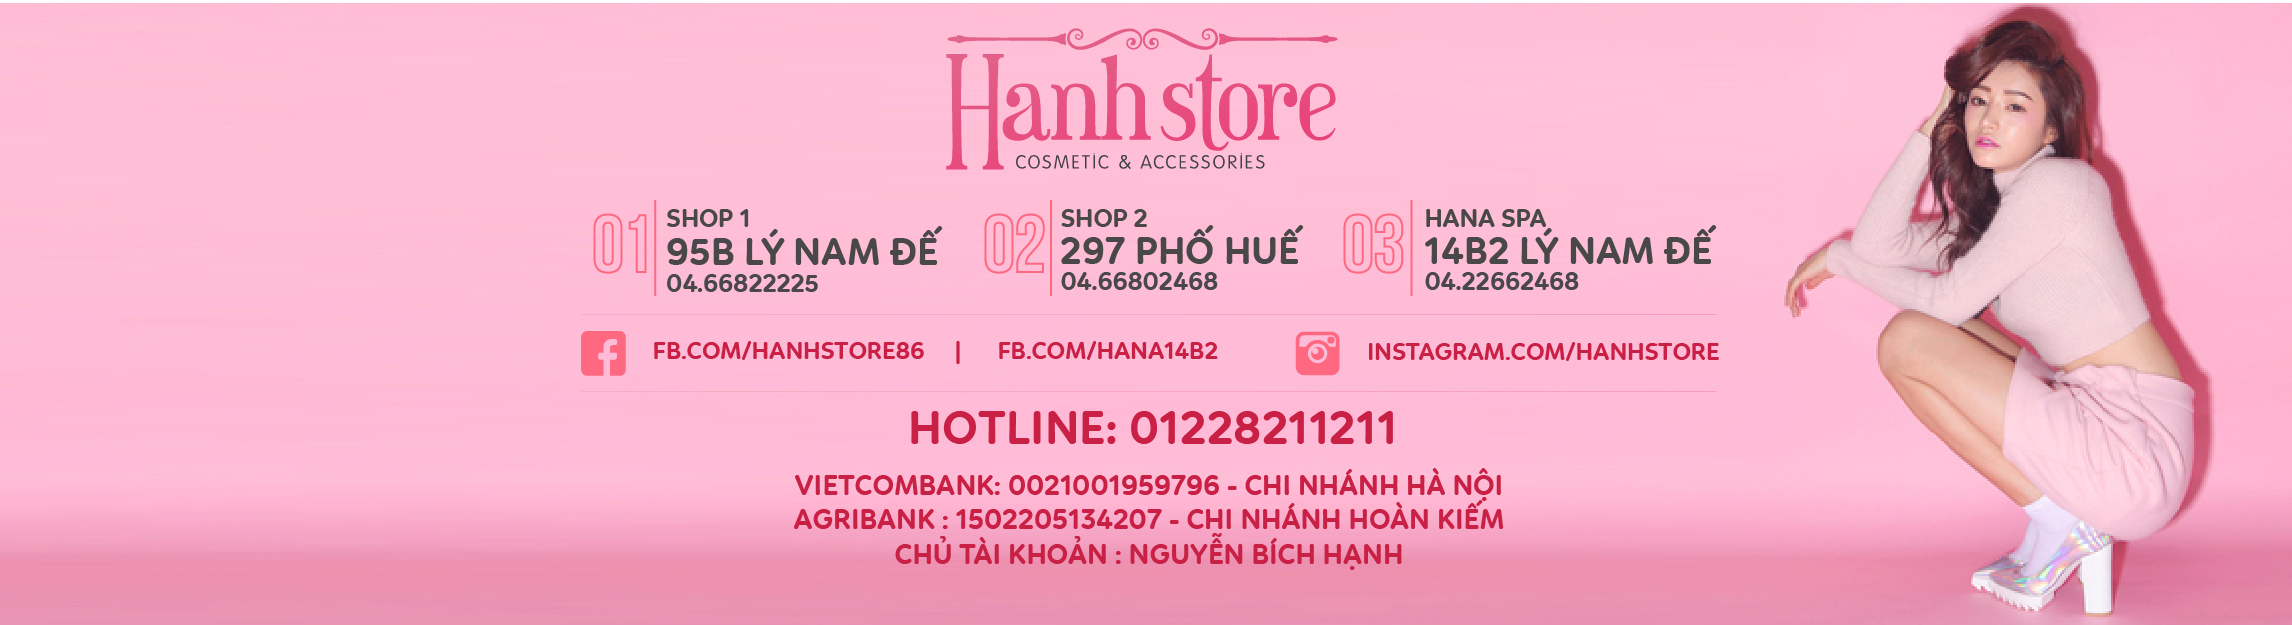 Hanh store
COSMETİC & ACCESSORİES
01
SHOP 1
95B LÝ NAM ĐẾ
04.66822225
02
SHOP 2
297 PHỐ HUẾ
04.66802468
03
HANA SPA
14B2 LÝ NAM ĐẾ
04.22662468
FB.COM/HANHSTORE86 | FB.COM/HANA14B2
INSTAGRAM.COM/HANHSTORE
HOTLINE: 01228211211
VIETCOMBANK: 0021001959796 - CHI NHÁNH HÀ NỘI
AGRIBANK : 1502205134207 - CHI NHÁNH HOÀN KIẾM
CHỦ TÀI KHOẢN : NGUYỄN BÍCH HẠNH